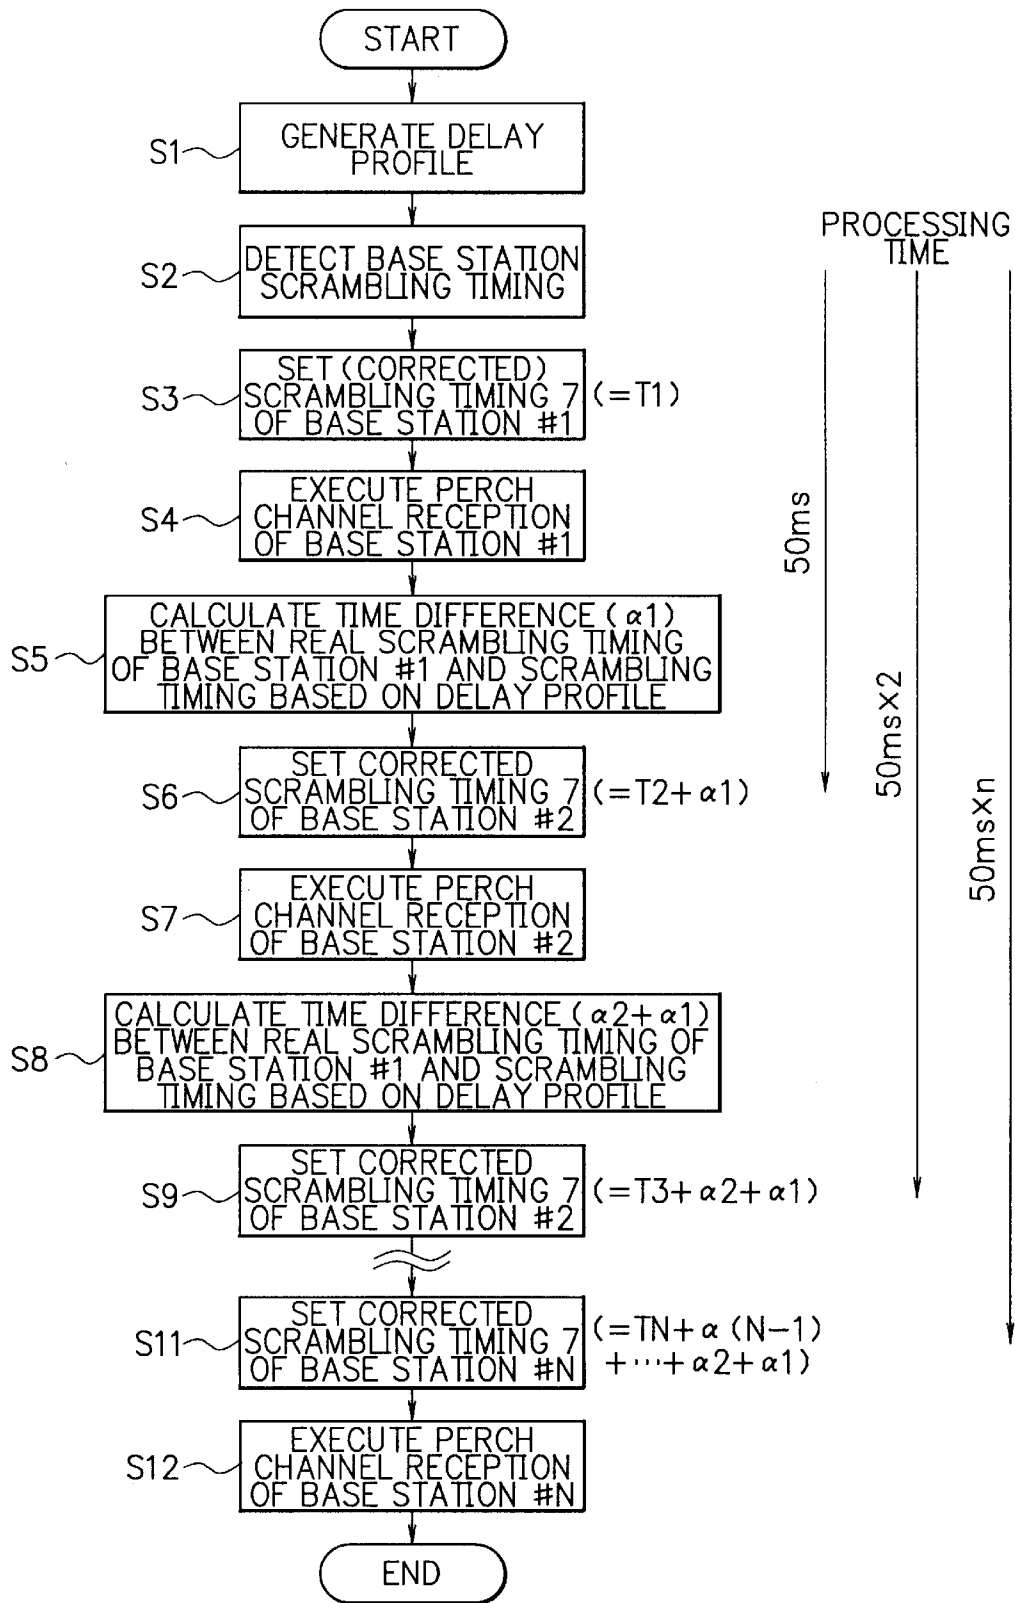 START
S1
GENERATE DELAY
PROFILE
PROCESSING
TIME
S2
DETECT BASE STATION
SCRAMBLING TIMING
S3
SET (CORRECTED)
SCRAMBLING TIMING 7
OF BASE STATION #1
(=T1)
S4
EXECUTE PERCH
CHANNEL RECEPTION
OF BASE STATION #1
50ms
S5
CALCULATE TIME DIFFERENCE (α1)
BETWEEN REAL SCRAMBLING TIMING
OF BASE STATION #1 AND SCRAMBLING
TIMING BASED ON DELAY PROFILE
50ms×2
50ms×n
S6
SET CORRECTED
SCRAMBLING TIMING 7
OF BASE STATION #2
(=T2+α1)
S7
EXECUTE PERCH
CHANNEL RECEPTION
OF BASE STATION #2
S8
CALCULATE TIME DIFFERENCE (α2+α1)
BETWEEN REAL SCRAMBLING TIMING OF
BASE STATION #1 AND SCRAMBLING
TIMING BASED ON DELAY PROFILE
S9
SET CORRECTED
SCRAMBLING TIMING 7
OF BASE STATION #2
(=T3+α2+α1)
S11
SET CORRECTED
SCRAMBLING TIMING 7
OF BASE STATION #N
(=TN+α (N-1)
+···+α2+α1)
S12
EXECUTE PERCH
CHANNEL RECEPTION
OF BASE STATION #N
END